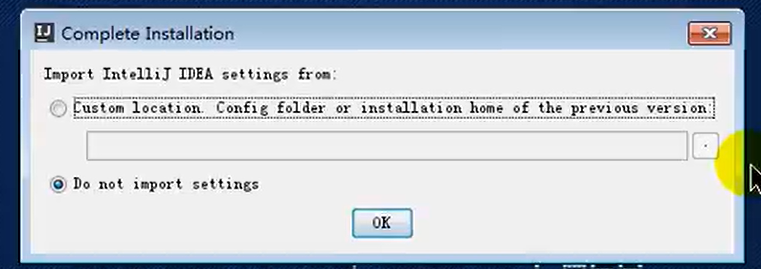 IJ Complete Installation
Import IntelliJ IDEA settings from:
Custom location. Config folder or installation home of the previous version:
Do not import settings
OK